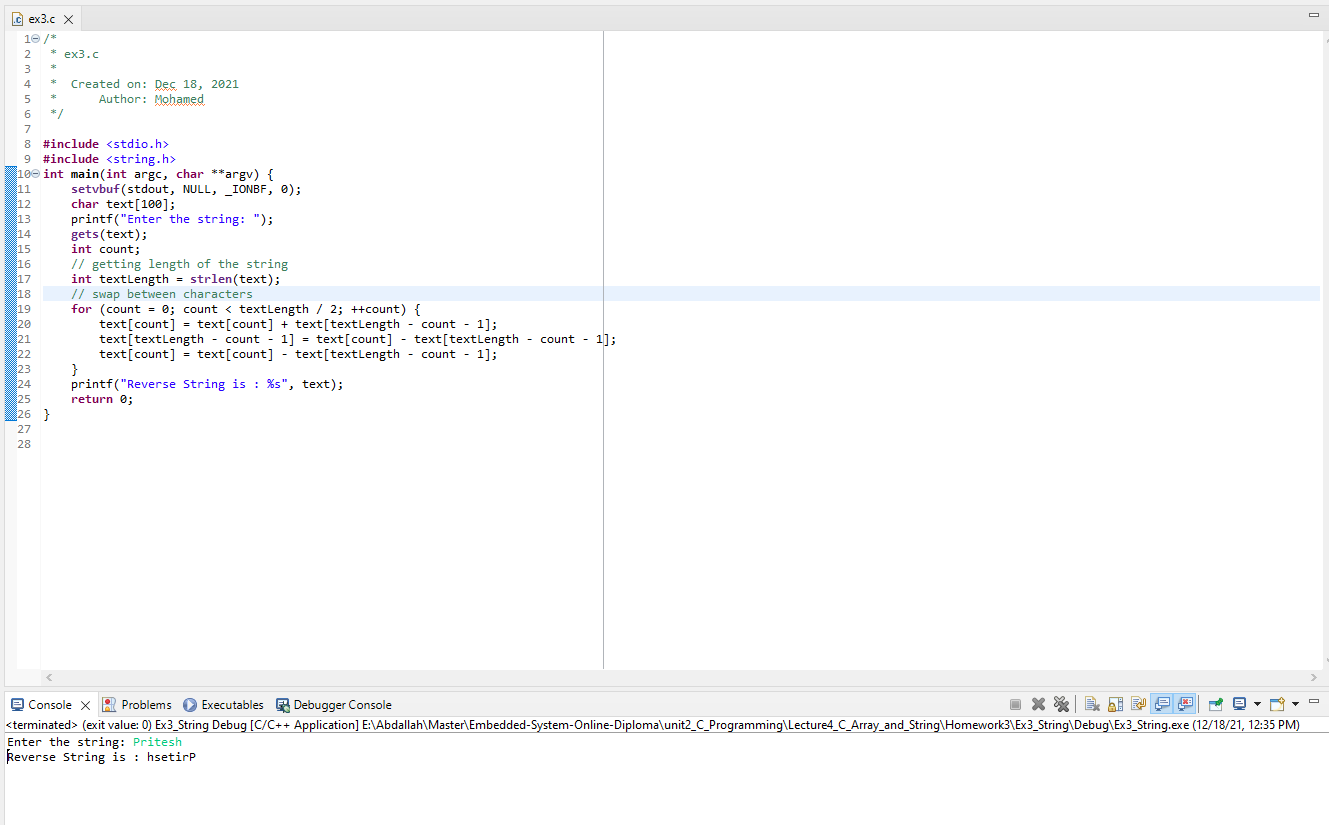 ex3.c
1 /*
2  * ex3.c
3  *
4  *  Created on: Dec 18, 2021
5  *      Author: Mohamed
6  */
7
8 #include <stdio.h>
9 #include <string.h>
10 int main(int argc, char **argv) {
11     setvbuf(stdout, NULL, _IONBF, 0);
12     char text[100];
13     printf("Enter the string: ");
14     gets(text);
15     int count;
16     // getting length of the string
17     int textLength = strlen(text);
18     // swap between characters
19     for (count = 0; count < textLength / 2; ++count) {
20         text[count] = text[count] + text[textLength - count - 1];
21         text[textLength - count - 1] = text[count] - text[textLength - count - 1];
22         text[count] = text[count] - text[textLength - count - 1];
23     }
24     printf("Reverse String is : %s", text);
25     return 0;
26 }
27
28
Console Problems Executables Debugger Console
<terminated> (exit value: 0) Ex3_String Debug [C/C++ Application] E:\Abdallah\Master\Embedded-System-Online-Diploma\unit2_C_Programming\Lecture4_C_Array_and_String\Homework3\Ex3_String\Debug\Ex3_String.exe (12/18/21, 12:35 PM)
Enter the string: Pritesh
Reverse String is : hsetirP